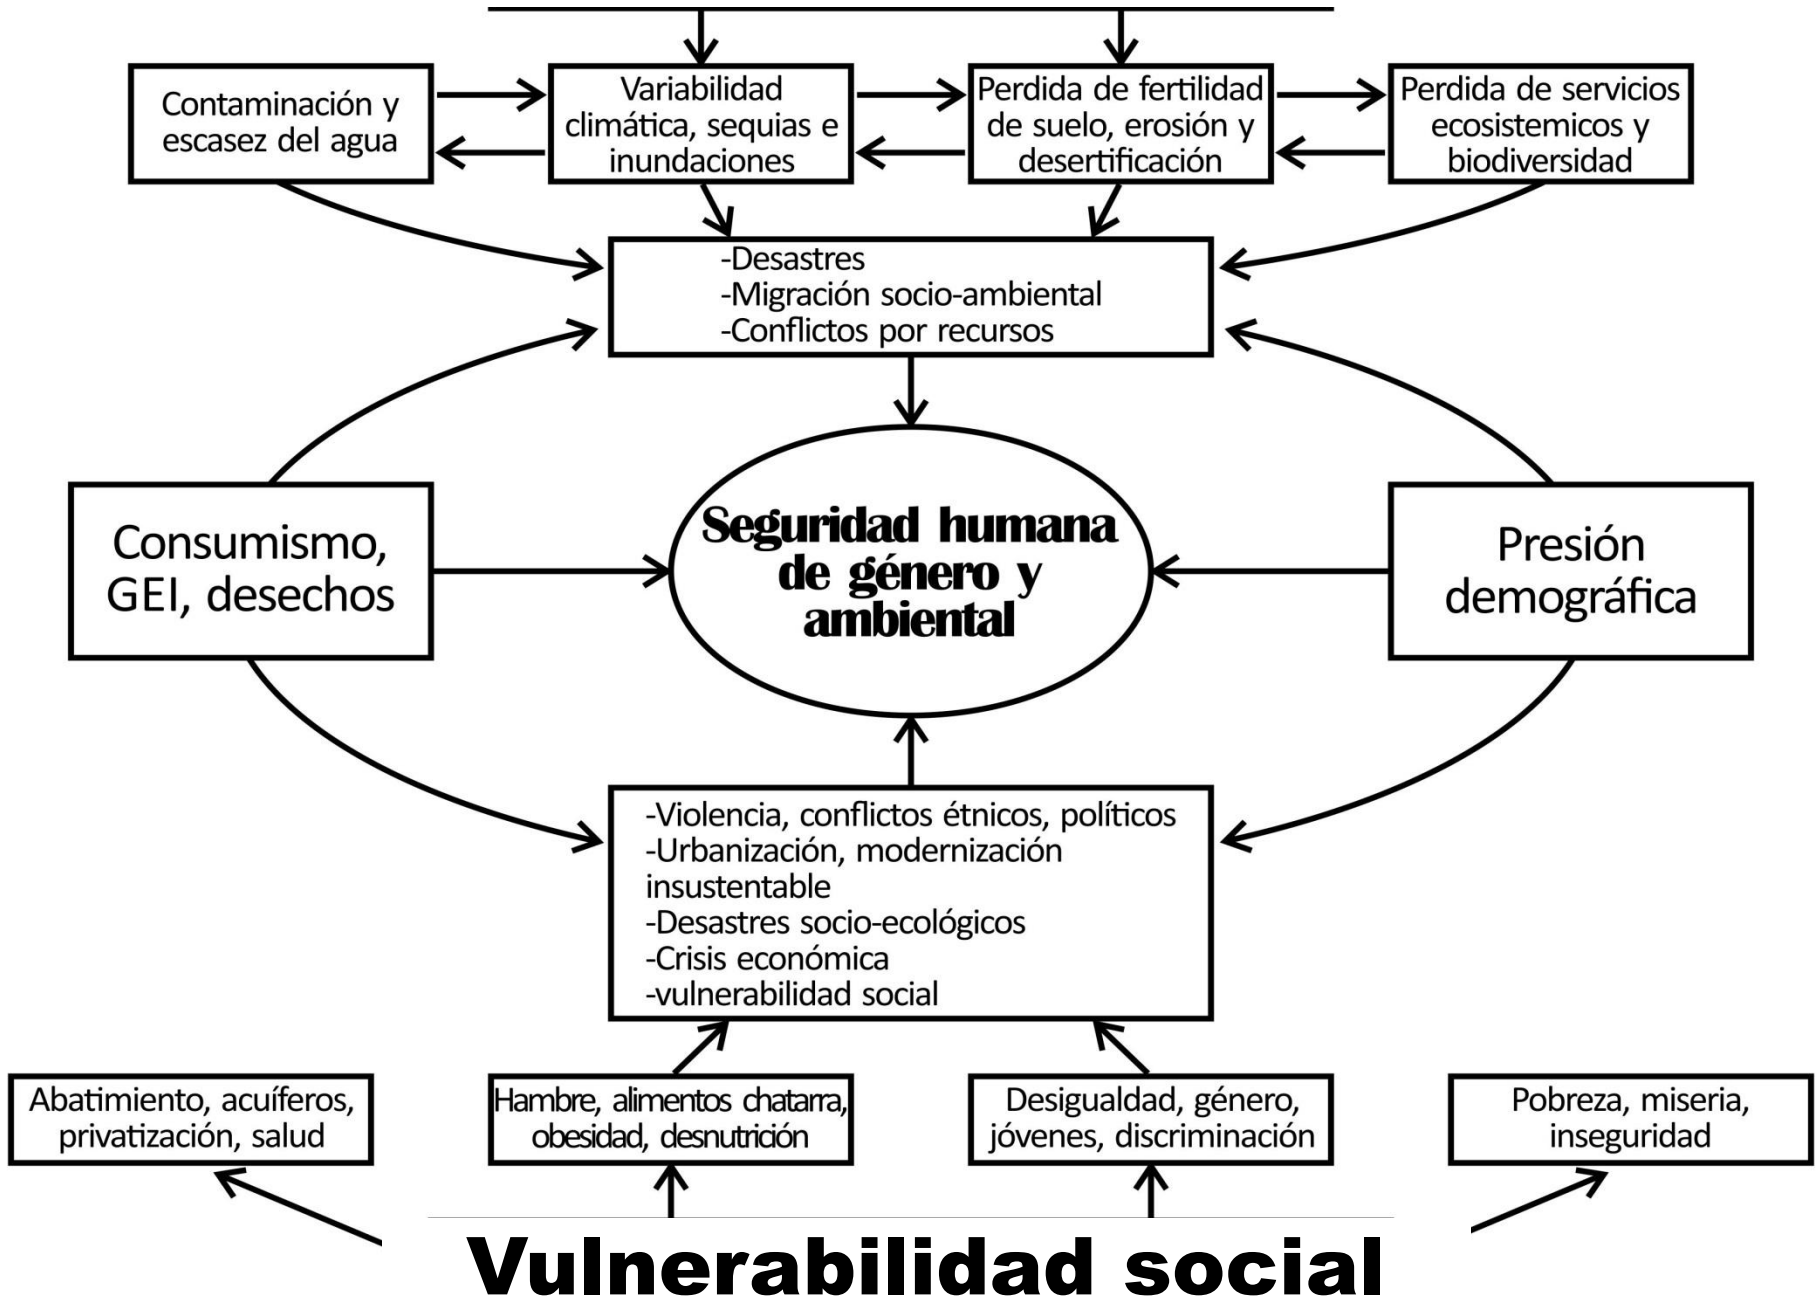 Contaminación y
escasez del agua
Variabilidad
climática, sequias e
inundaciones
Perdida de fertilidad
de suelo, erosión y
desertificación
Perdida de servicios
ecosistemicos y
biodiversidad
-Desastres
-Migración socio-ambiental
-Conflictos por recursos
Consumismo,
GEI, desechos
Seguridad humana
de género y
ambiental
Presión
demográfica
-Violencia, conflictos étnicos, políticos
-Urbanización, modernización
insustentable
-Desastres socio-ecológicos
-Crisis económica
-vulnerabilidad social
Abatimiento, acuíferos,
privatización, salud
Hambre, alimentos chatarra,
obesidad, desnutrición
Desigualdad, género,
jóvenes, discriminación
Pobreza, miseria,
inseguridad
Vulnerabilidad social